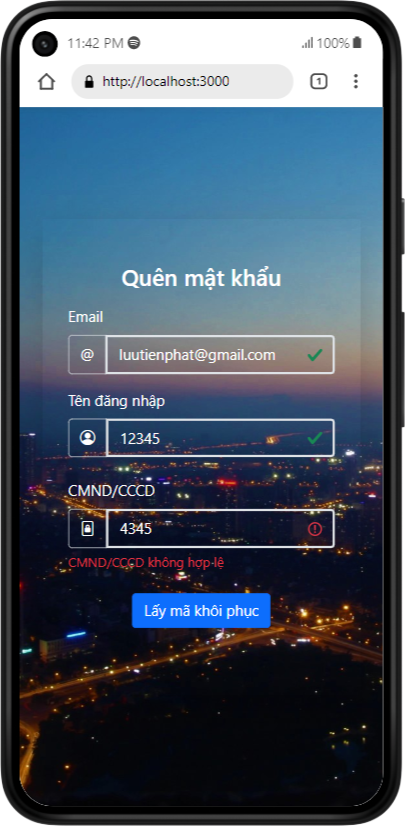 11:42 PM
100%
http://localhost:3000
1
Quên mật khẩu
Email
@
luutienphat@gmail.com
Tên đăng nhập
12345
CMND/CCCD
4345
CMND/CCCD không hợp lệ
Lấy mã khôi phục